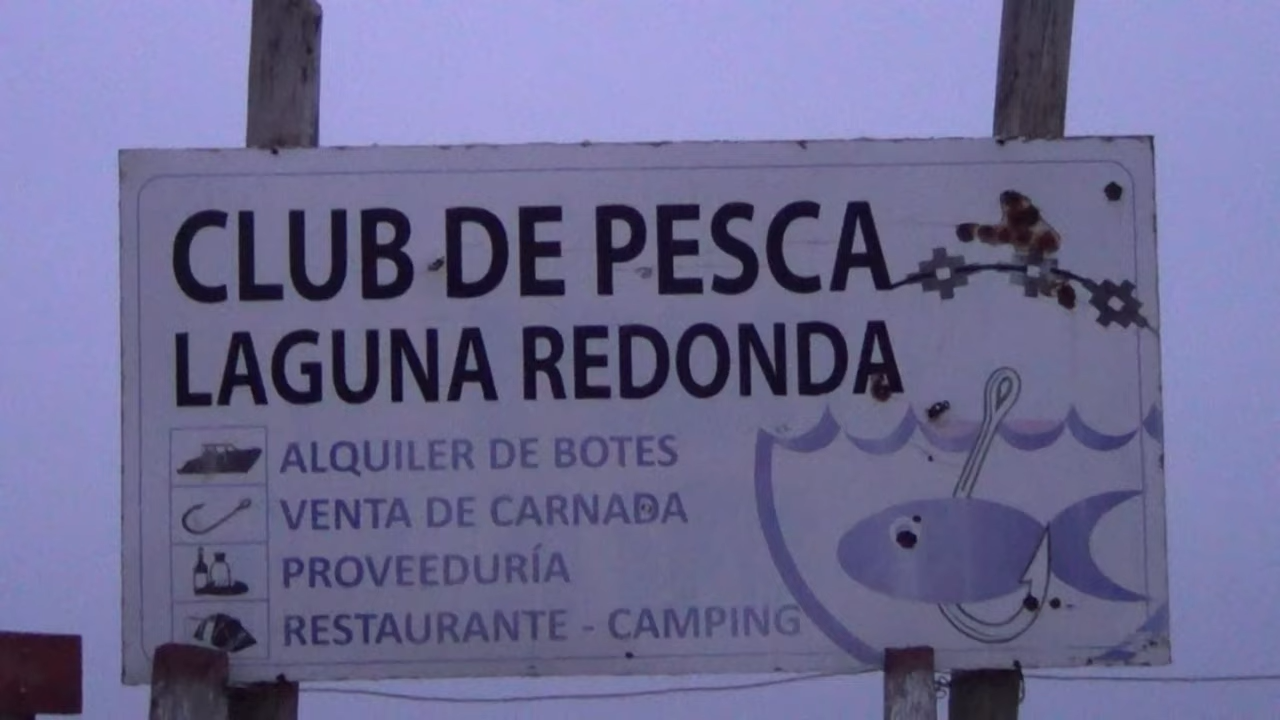 CLUB DE PESCA
LAGUNA REDONDA
ALQUILER DE BOTES
VENTA DE CARNADA
PROVEEDURÍA
RESTAURANTE - CAMPING